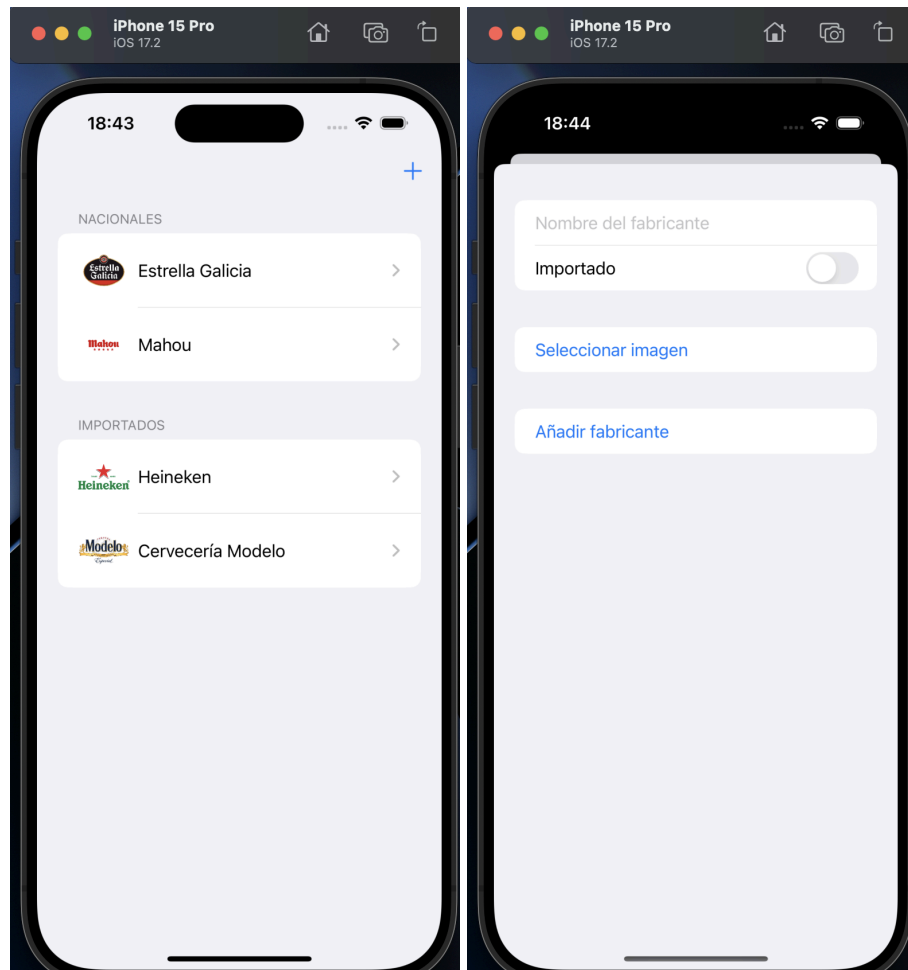 iPhone 15 Pro
iOS 17.2
18:43
NACIONALES
Estrella Galicia
Estrella Galicia
Mahou
Mahou
IMPORTADOS
Heineken
Heineken
Modelo
Especial
Cervecería Modelo
iPhone 15 Pro
iOS 17.2
18:44
Nombre del fabricante
Importado
Seleccionar imagen
Añadir fabricante